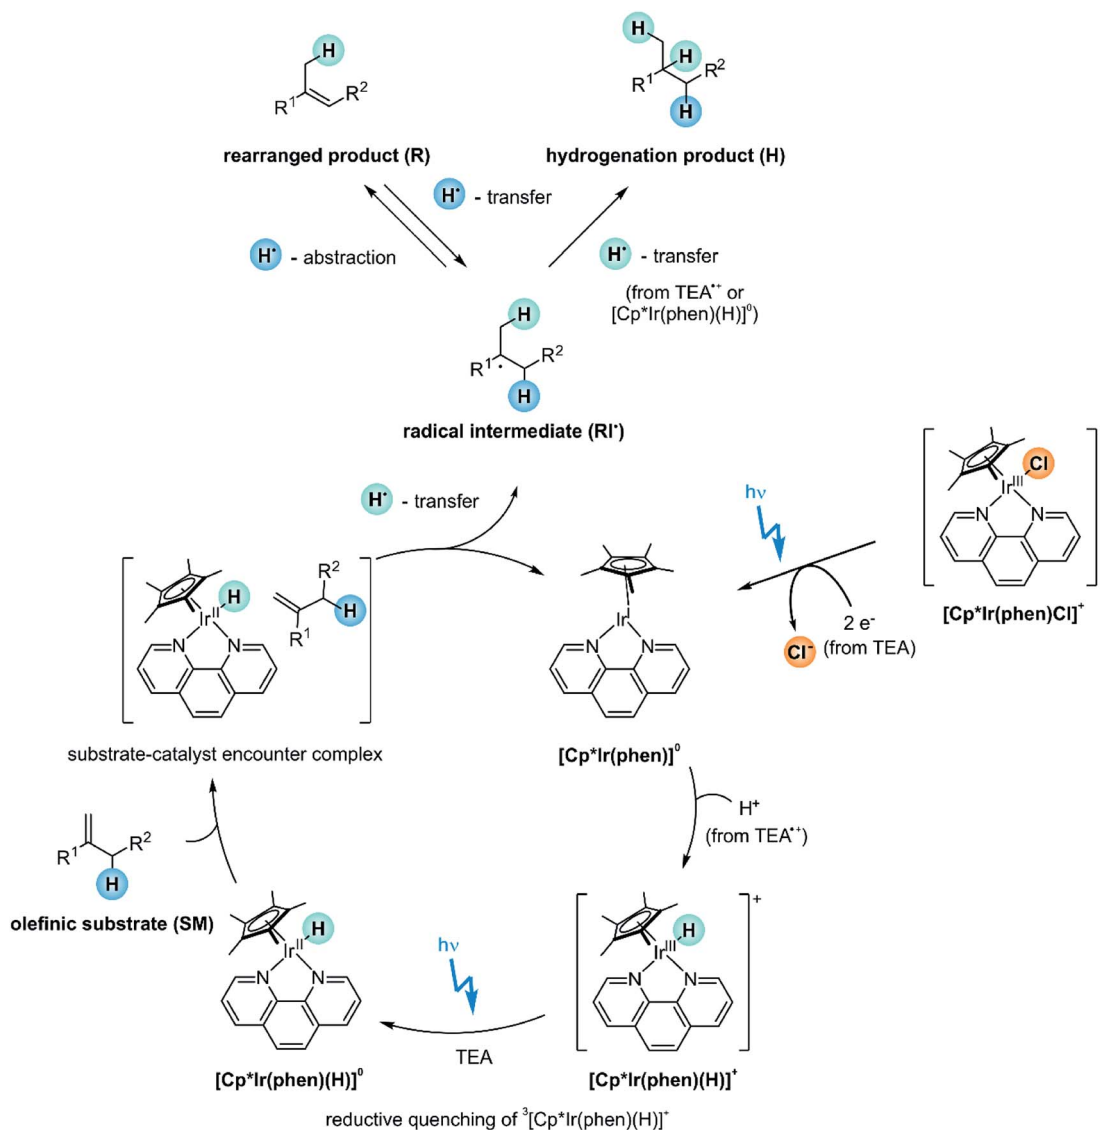 H
R¹
R²
rearranged product (R)
H
H
R²
R¹
H
hydrogenation product (H)
H• - transfer
H• - abstraction
H• - transfer
(from TEA•+ or
[Cp*Ir(phen)(H)]⁰)
H
R²
R¹
•
H
radical intermediate (RI•)
H• - transfer
hν
Cl
Irᴵᴵᴵ
N
N
[Cp*Ir(phen)Cl]⁺
2 e⁻
(from TEA)
Cl⁻
R²
H
H
Irᴵᴵ
R¹
N
N
substrate-catalyst encounter complex
Irᴵ
N
N
[Cp*Ir(phen)]⁰
H⁺
(from TEA•+)
R¹
R²
H
olefinic substrate (SM)
H
Irᴵᴵ
N
N
[Cp*Ir(phen)(H)]⁰
hν
TEA
+
H
Irᴵᴵᴵ
N
N
[Cp*Ir(phen)(H)]⁺
reductive quenching of ³[Cp*Ir(phen)(H)]⁺